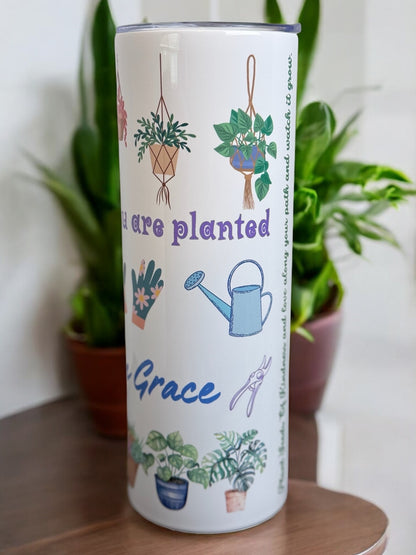 u are planted
Grace
Plant Seeds Of Kindness and love along your path and watch it grow.